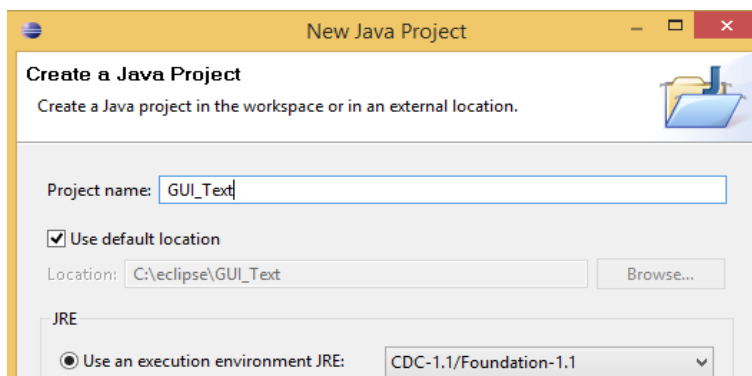 New Java Project
Create a Java Project
Create a Java project in the workspace or in an external location.
Project name: GUI_Text
Use default location
Location: C:\eclipse\GUI_Text Browse...
JRE
Use an execution environment JRE: CDC-1.1/Foundation-1.1